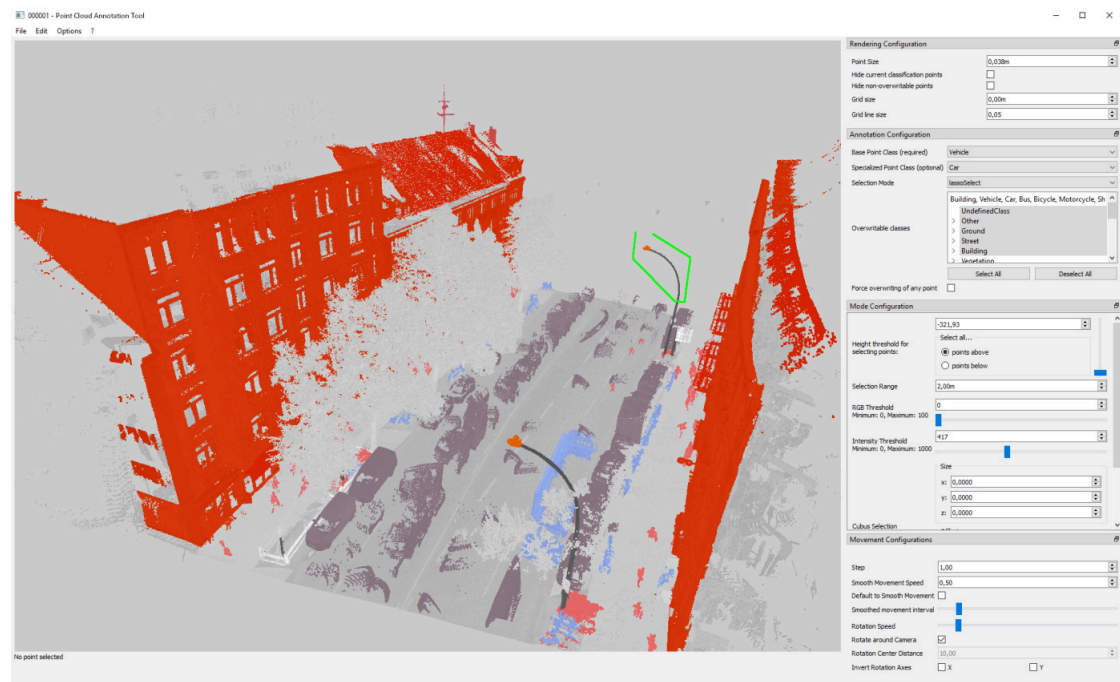 000001 - Point Cloud Annotation Tool
File Edit Options ?
Rendering Configuration
Point Size 0,038m
Hide current classification points
Hide non-overwritable points
Grid size 0,00m
Grid line size 0,05
Annotation Configuration
Base Point Class (required) Vehicle
Specialized Point Class (optional) Car
Selection Mode lassoSelect
Building, Vehicle, Car, Bus, Bicycle, Motorcycle, Sh
UndefinedClass
> Other
Overwritable classes
> Ground
> Street
> Building
> Vegetation
Select All Deselect All
Force overwriting of any point
Mode Configuration
-321,93
Height threshold for
selecting points:
Select all...
points above
points below
Selection Range 2,00m
RGB Threshold
Minimum: 0, Maximum: 100
0
Intensity Threshold
Minimum: 0, Maximum: 1000
417
Size
x: 0,0000
y: 0,0000
z: 0,0000
Cubus Selection
Movement Configurations
Step 1,00
Smooth Movement Speed 0,50
Default to Smooth Movement
Smoothed movement interval
Rotation Speed
Rotate around Camera
Rotation Center Distance 10,00
Invert Rotation Axes X Y
No point selected